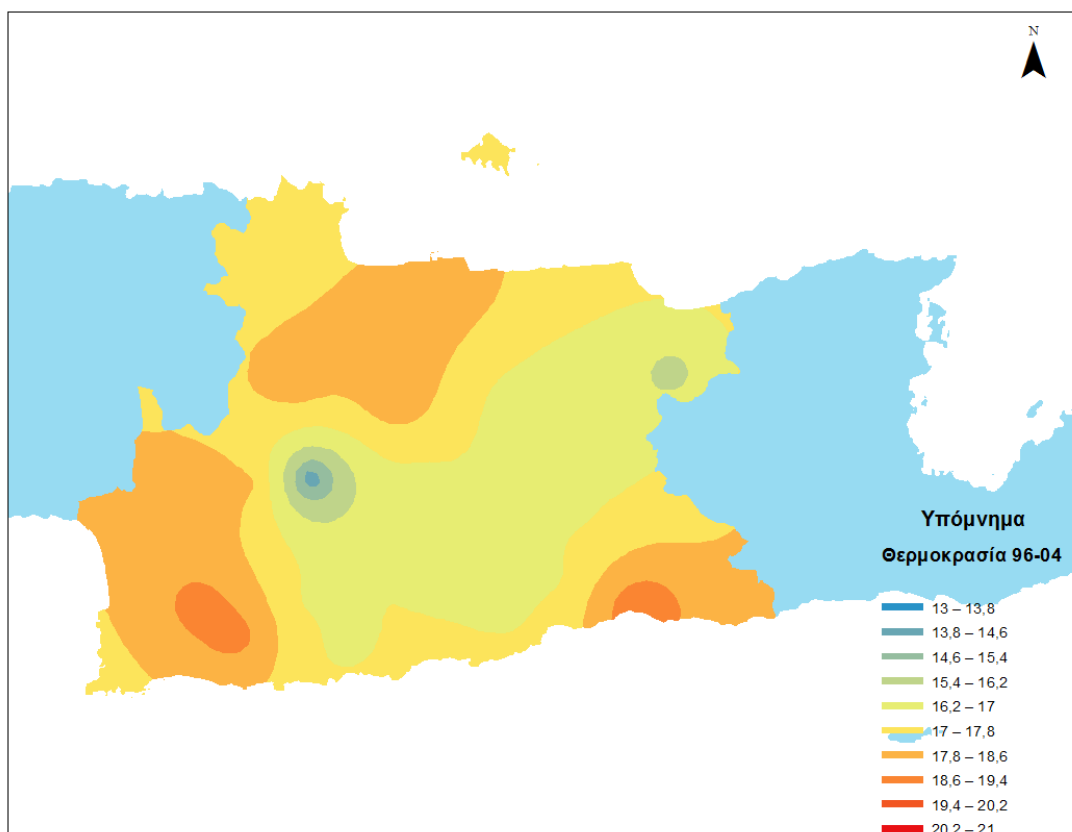 N
Υπόμνημα
Θερμοκρασία 96-04
13 – 13,8
13,8 – 14,6
14,6 – 15,4
15,4 – 16,2
16,2 – 17
17 – 17,8
17,8 – 18,6
18,6 – 19,4
19,4 – 20,2
20,2 – 21